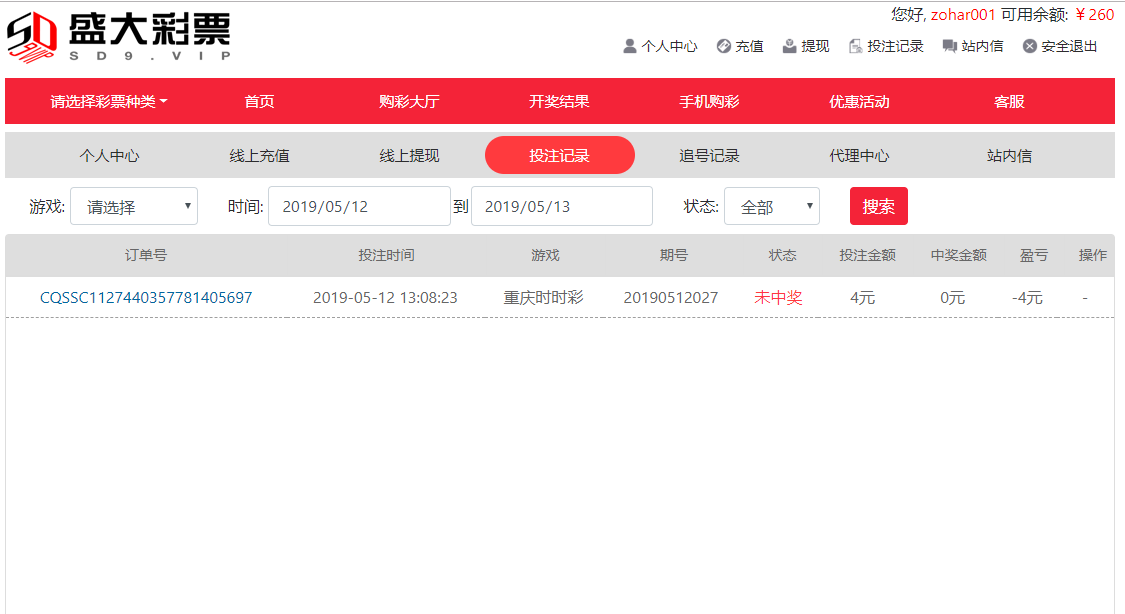 盛大彩票
SD9.VIP
您好, zohar001 可用余额: ¥260
个人中心 充值 提现 投注记录 站内信 安全退出
请选择彩票种类 首页 购彩大厅 开奖结果 手机购彩 优惠活动 客服
个人中心 线上充值 线上提现 投注记录 追号记录 代理中心 站内信
游戏: 请选择 时间: 2019/05/12 到 2019/05/13 状态: 全部 搜索
订单号 投注时间 游戏 期号 状态 投注金额 中奖金额 盈亏 操作
CQSSC1127440357781405697 2019-05-12 13:08:23 重庆时时彩 20190512027 未中奖 4元 0元 -4元 -